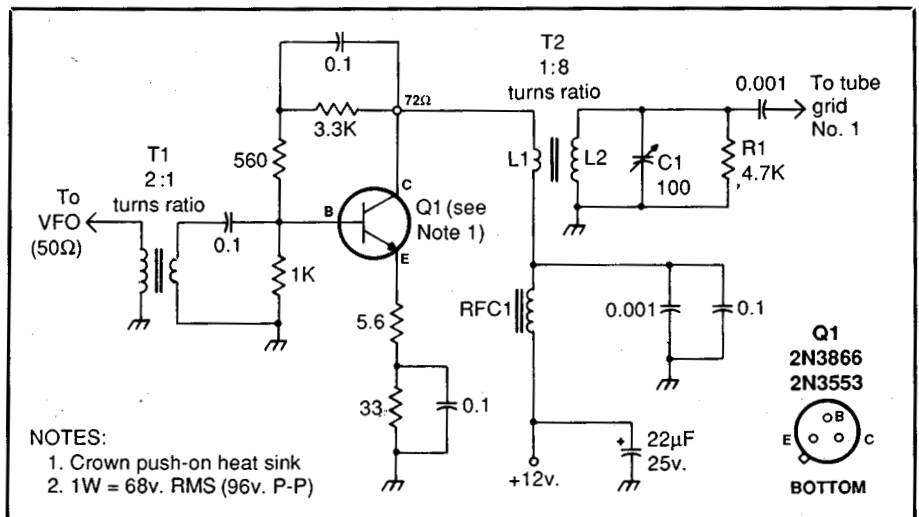 0.1
3.3K
72Ω
560
T1
2:1
turns ratio
To
VFO
(50Ω)
0.1
1K
B
C
E
Q1 (see
Note 1)
5.6
33
0.1
T2
1:8
turns ratio
L1
L2
C1
100
R1
4.7K
0.001
To tube
grid
No. 1
RFC1
0.001
0.1
22µF
25v.
+
+12v.
Q1
2N3866
2N3553
B
E
C
BOTTOM
NOTES:
1. Crown push-on heat sink
2. 1W = 68v. RMS (96v. P-P)